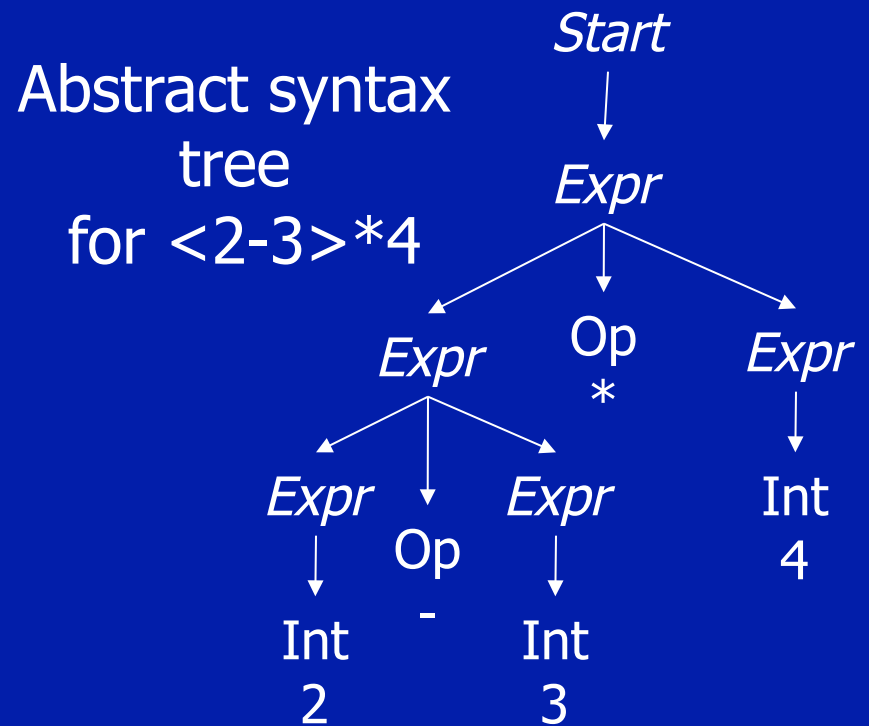 Abstract syntax
tree
for <2-3>*4
Start
Expr
Expr
Op
*
Expr
Expr
Op
-
Expr
Int
4
Int
2
Int
3